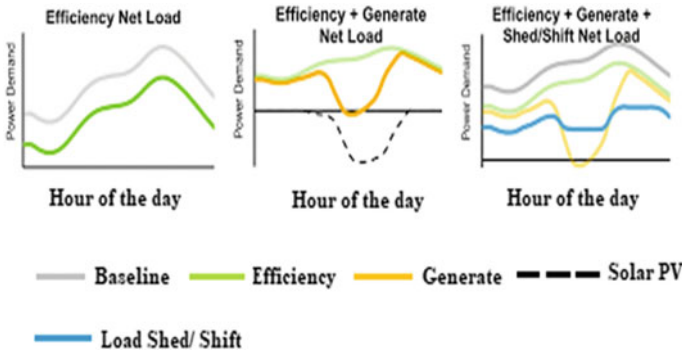 Efficiency Net Load
Power Demand
Hour of the day
Efficiency + Generate
Net Load
Power Demand
Hour of the day
Efficiency + Generate +
Shed/Shift Net Load
Power Demand
Hour of the day
Baseline
Efficiency
Generate
Solar PV
Load Shed/ Shift